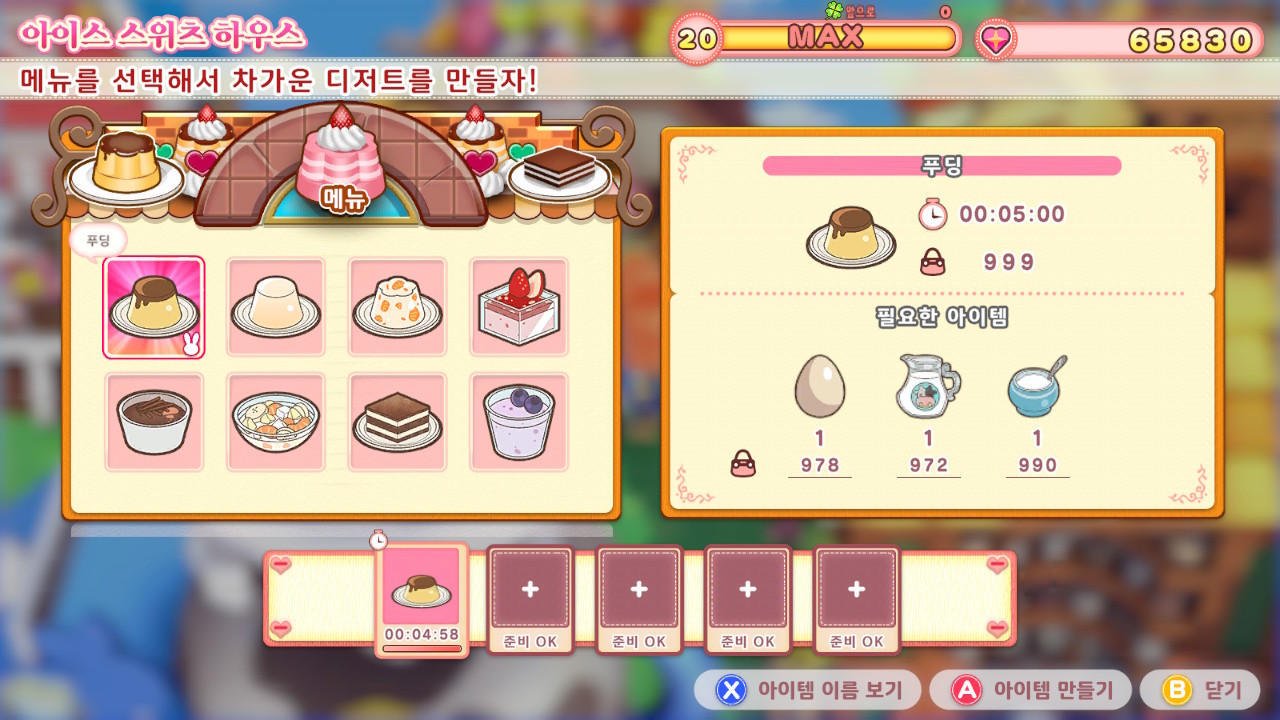 아이스 스위츠 하우스
20
MAX
앞으로 0
65830
메뉴를 선택해서 차가운 디저트를 만들자!
메뉴
푸딩
푸딩
00:05:00
999
필요한 아이템
1 1 1
978 972 990
00:04:58
준비 OK 준비 OK 준비 OK 준비 OK
X 아이템 이름 보기 A 아이템 만들기 B 닫기